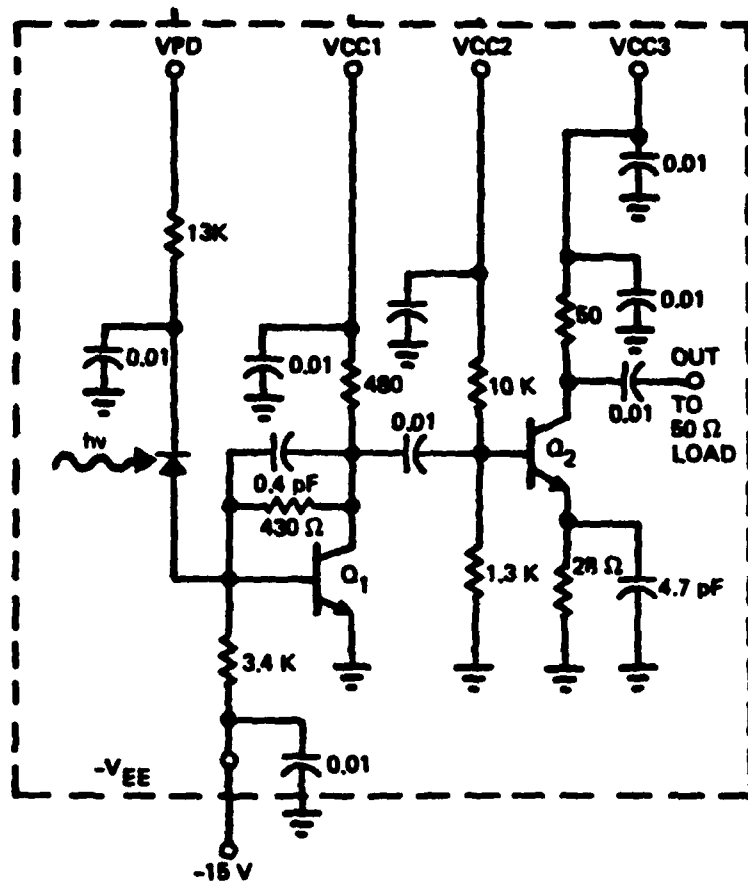 VPD VCC1 VCC2 VCC3
0.01
13K
0.01
50
0.01
0.01
480
10 K
OUT
0.01
0.01
TO
50 Ω
LOAD
hν
Q2
0.4 pF
430 Ω
Q1
1.3 K
4.7 pF
3.4 K
0.01
-VEE
-15 V